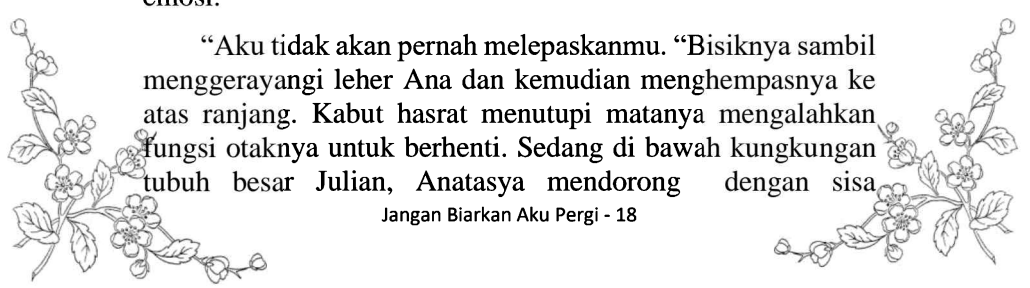 “Aku tidak akan pernah melepaskanmu. “Bisiknya sambil
menggerayangi leher Ana dan kemudian menghempasnya ke
atas ranjang. Kabut hasrat menutupi matanya mengalahkan
fungsi otaknya untuk berhenti. Sedang di bawah kungkungan
tubuh besar Julian, Anatasya mendorong dengan sisa
Jangan Biarkan Aku Pergi - 18